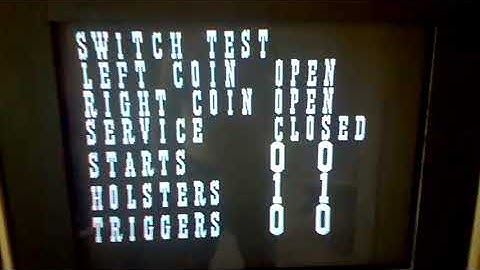 SWITCH TEST
LEFT COIN OPEN
RIGHT COIN OPEN
SERVICE CLOSED
STARTS 0 0
HOLSTERS 1 1
TRIGGERS 0 0